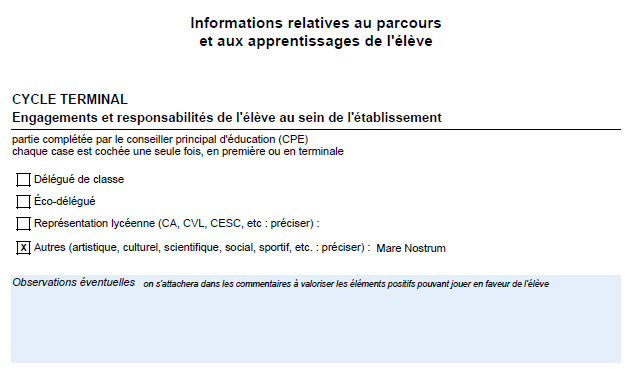 Informations relatives au parcours
et aux apprentissages de l'élève
CYCLE TERMINAL
Engagements et responsabilités de l'élève au sein de l'établissement
partie complétée par le conseiller principal d'éducation (CPE)
chaque case est cochée une seule fois, en première ou en terminale
Délégué de classe
Éco-délégué
Représentation lycéenne (CA, CVL, CESC, etc : préciser) :
X Autres (artistique, culturel, scientifique, social, sportif, etc. : préciser) : Mare Nostrum
Observations éventuelles on s'attachera dans les commentaires à valoriser les éléments positifs pouvant jouer en faveur de l'élève